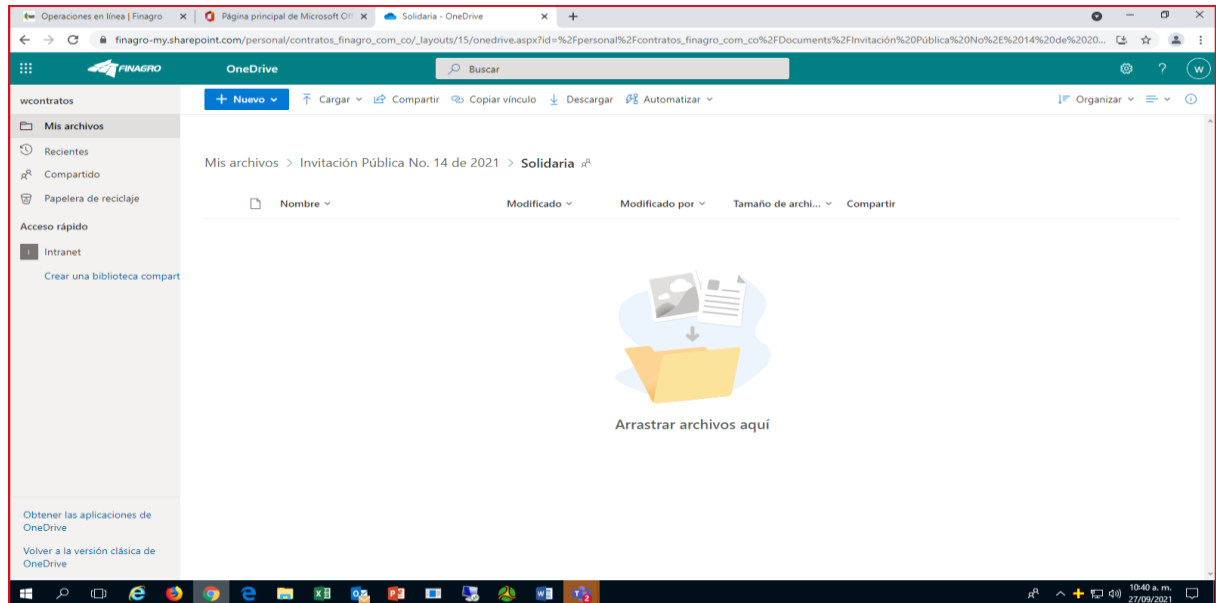 Operaciones en línea | Finagro
Página principal de Microsoft Off
Solidaria - OneDrive
finagro-my.sharepoint.com/personal/contratos_finagro_com_co/_layouts/15/onedrive.aspx?id=%2Fpersonal%2Fcontratos_finagro_com_co%2FDocuments%2FInvitación%20Pública%20No%2E%2014%20de%2020...
FINAGRO
OneDrive
Buscar
?
w
wcontratos
+ Nuevo
Cargar
Compartir
Copiar vínculo
Descargar
Automatizar
Organizar
Mis archivos
Recientes
Compartido
Papelera de reciclaje
Acceso rápido
Intranet
Crear una biblioteca compart
Mis archivos > Invitación Pública No. 14 de 2021 > Solidaria
Nombre
Modificado
Modificado por
Tamaño de archi...
Compartir
Arrastrar archivos aquí
Obtener las aplicaciones de
OneDrive
Volver a la versión clásica de
OneDrive
10:40 a. m.
27/09/2021